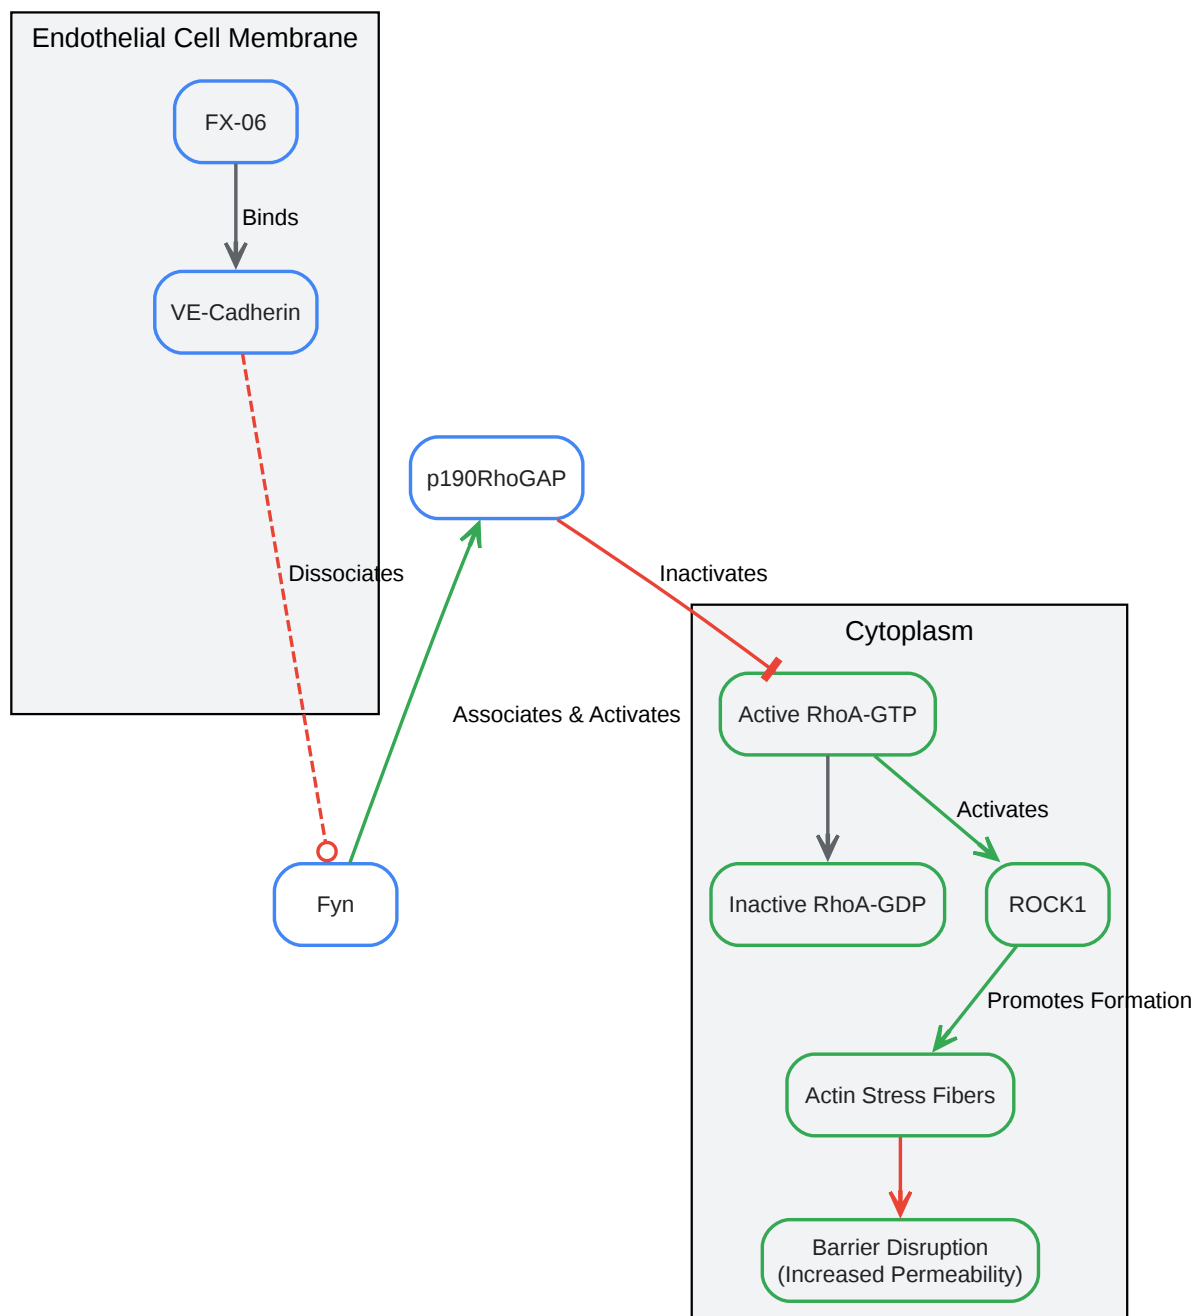 Endothelial Cell Membrane
FX-06
Binds
VE-Cadherin
p190RhoGAP
Dissociates
Inactivates
Cytoplasm
Associates & Activates
Active RhoA-GTP
Activates
Fyn
Inactive RhoA-GDP
ROCK1
Promotes Formation
Actin Stress Fibers
Barrier Disruption
(Increased Permeability)